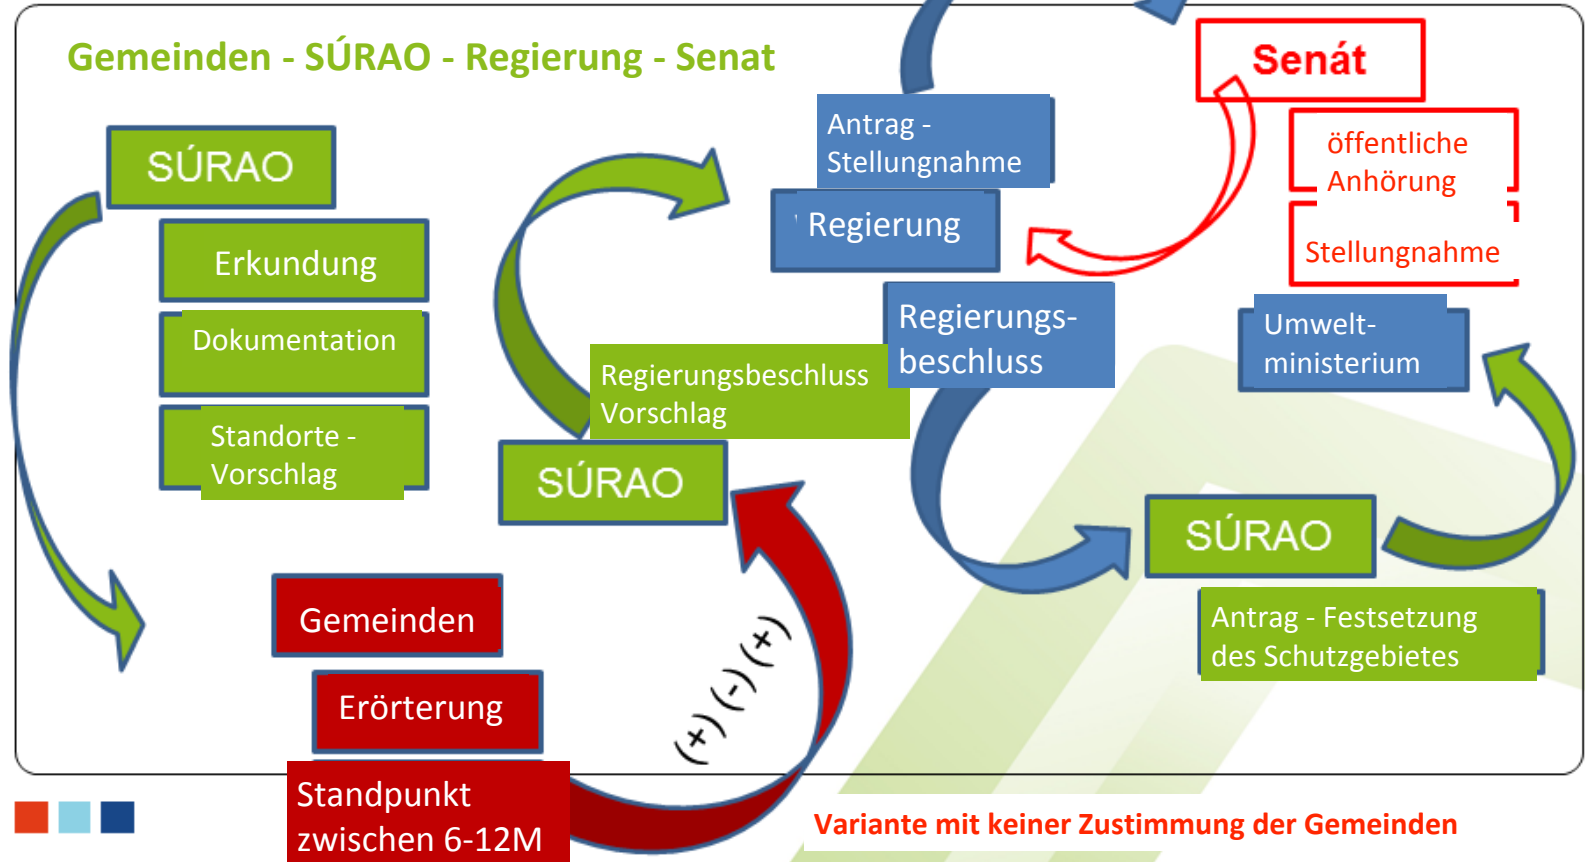 Gemeinden - SÚRAO - Regierung - Senat
SÚRAO
Erkundung
Dokumentation
Standorte -
Vorschlag
Gemeinden
Erörterung
Standpunkt
zwischen 6-12M
(+) (-) (+)
SÚRAO
Regierungsbeschluss
Vorschlag
Antrag -
Stellungnahme
Regierung
Regierungs-
beschluss
Senát
öffentliche
Anhörung
Stellungnahme
Umwelt-
ministerium
SÚRAO
Antrag - Festsetzung
des Schutzgebietes
Variante mit keiner Zustimmung der Gemeinden